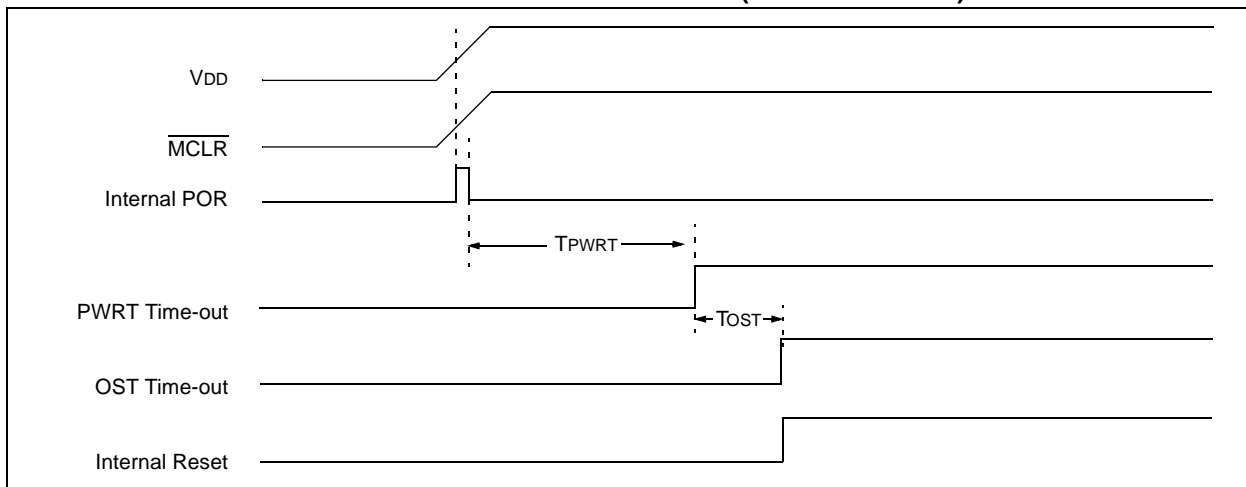 VDD
MCLR
Internal POR
TPWRT
PWRT Time-out
TOST
OST Time-out
Internal Reset